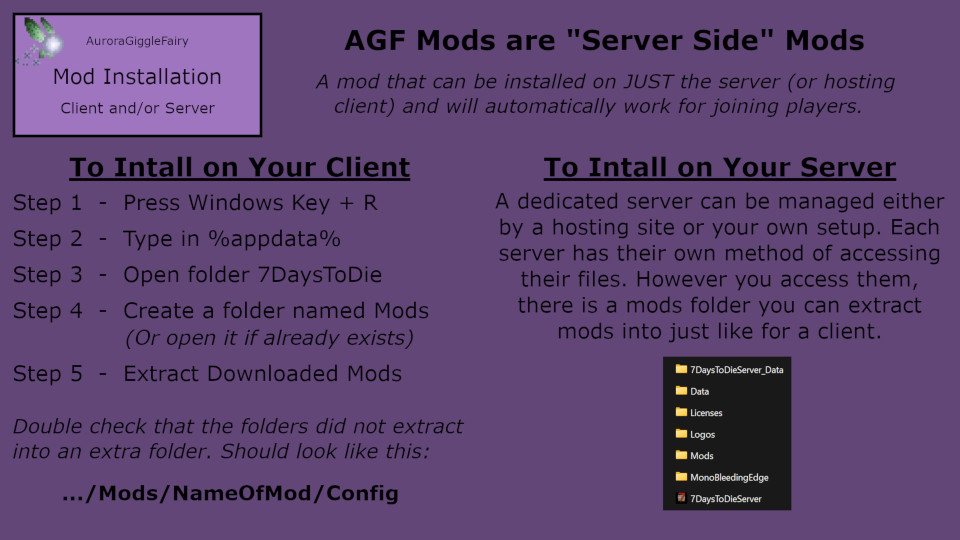 AuroraGiggleFairy
Mod Installation
Client and/or Server
AGF Mods are "Server Side" Mods
A mod that can be installed on JUST the server (or hosting
client) and will automatically work for joining players.
To Intall on Your Client
Step 1 - Press Windows Key + R
Step 2 - Type in %appdata%
Step 3 - Open folder 7DaysToDie
Step 4 - Create a folder named Mods
(Or open it if already exists)
Step 5 - Extract Downloaded Mods
Double check that the folders did not extract
into an extra folder. Should look like this:
.../Mods/NameOfMod/Config
To Intall on Your Server
A dedicated server can be managed either
by a hosting site or your own setup. Each
server has their own method of accessing
their files. However you access them,
there is a mods folder you can extract
mods into just like for a client.
7DaysToDieServer_Data
Data
Licenses
Logos
Mods
MonoBleedingEdge
7DaysToDieServer